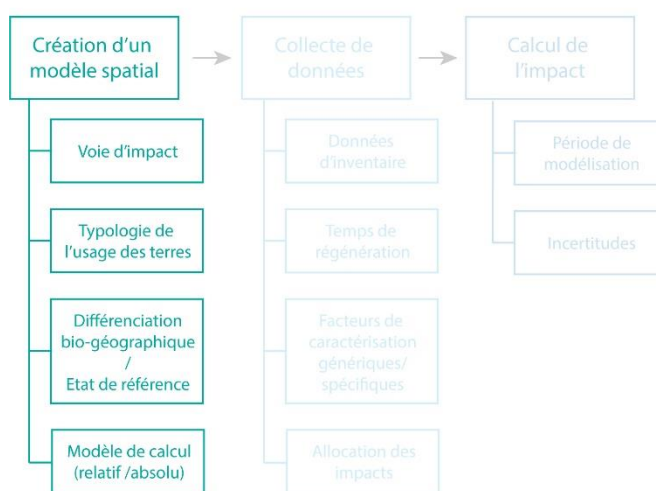 Création d’un
modèle spatial
Voie d’impact
Typologie de
l’usage des terres
Différenciation
bio-géographique
/
Etat de référence
Modèle de calcul
(relatif /absolu)
Collecte de
données
Données
d’inventaire
Temps de
régénération
Facteurs de
caractérisation
génériques/
spécifiques
Allocation des
impacts
Calcul de
l’impact
Période de
modélisation
Incertitudes